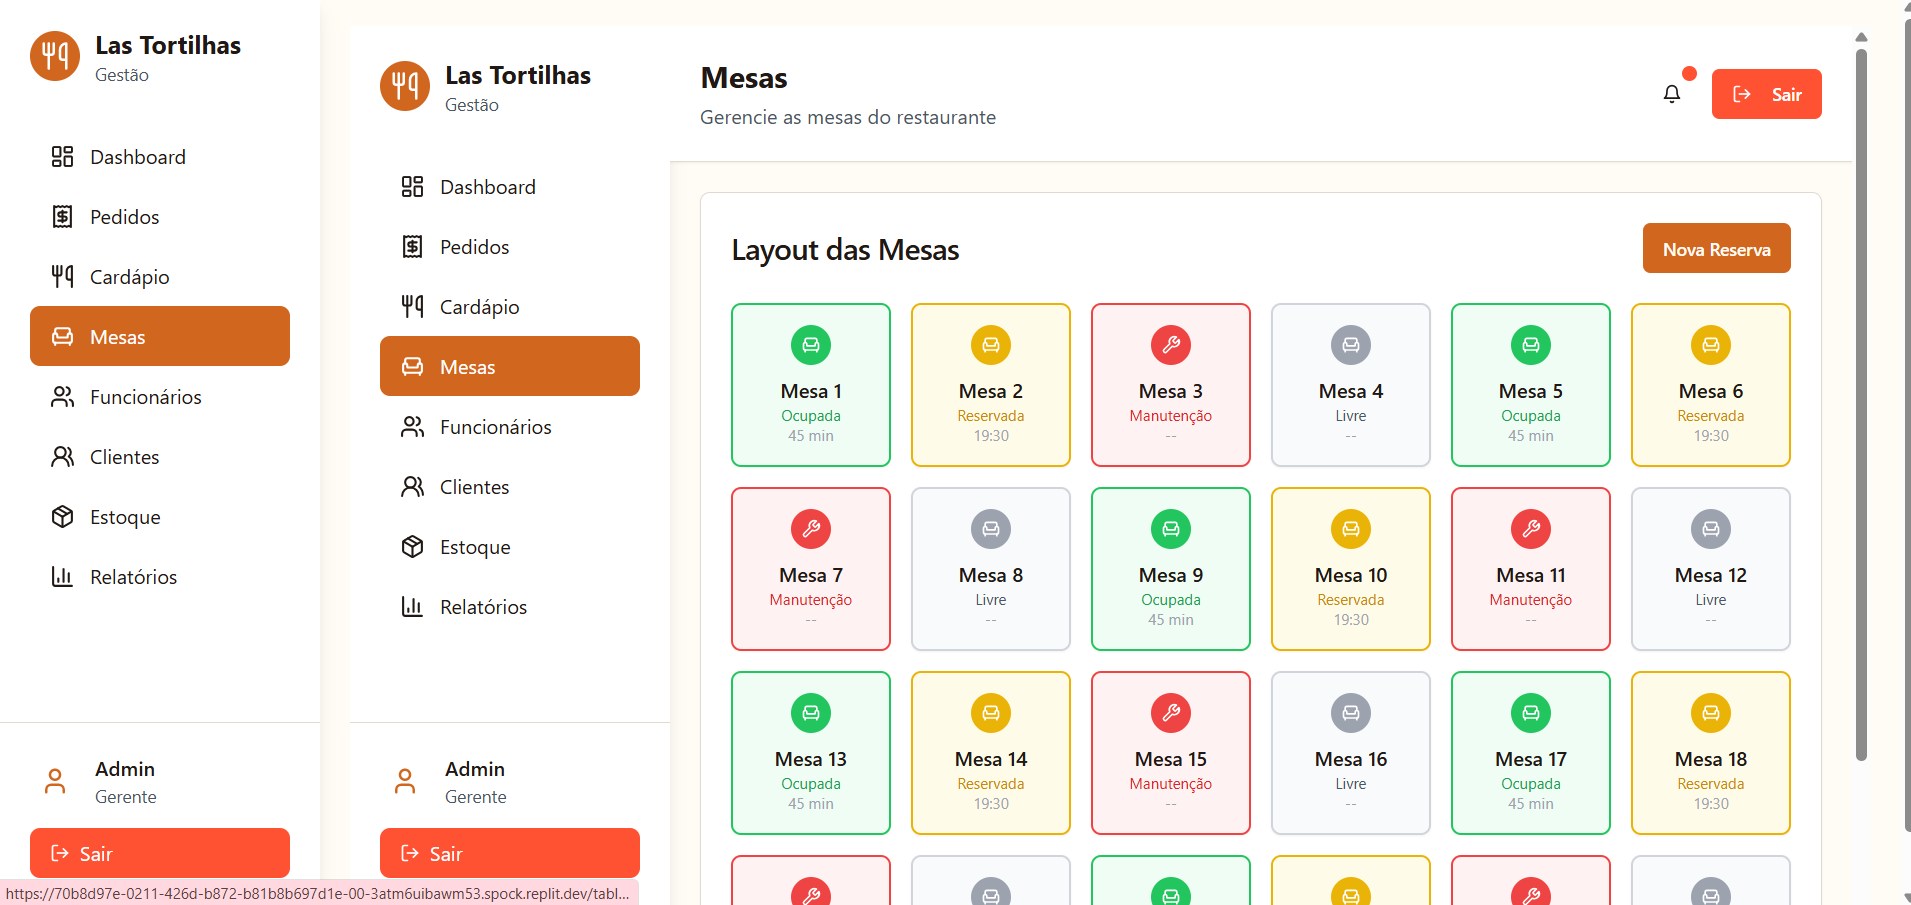 Las Tortilhas
Gestão
Dashboard
Pedidos
Cardápio
Mesas
Funcionários
Clientes
Estoque
Relatórios
Admin
Gerente
Sair
https://70b8d97e-0211-426d-b872-b81b8b697d1e-00-3atm6uibawm53.spock.replit.dev/tabl...
Las Tortilhas
Gestão
Dashboard
Pedidos
Cardápio
Mesas
Funcionários
Clientes
Estoque
Relatórios
Admin
Gerente
Sair
Mesas
Gerencie as mesas do restaurante
Sair
Layout das Mesas
Nova Reserva
Mesa 1
Ocupada
45 min
Mesa 2
Reservada
19:30
Mesa 3
Manutenção
--
Mesa 4
Livre
--
Mesa 5
Ocupada
45 min
Mesa 6
Reservada
19:30
Mesa 7
Manutenção
--
Mesa 8
Livre
--
Mesa 9
Ocupada
45 min
Mesa 10
Reservada
19:30
Mesa 11
Manutenção
--
Mesa 12
Livre
--
Mesa 13
Ocupada
45 min
Mesa 14
Reservada
19:30
Mesa 15
Manutenção
--
Mesa 16
Livre
--
Mesa 17
Ocupada
45 min
Mesa 18
Reservada
19:30